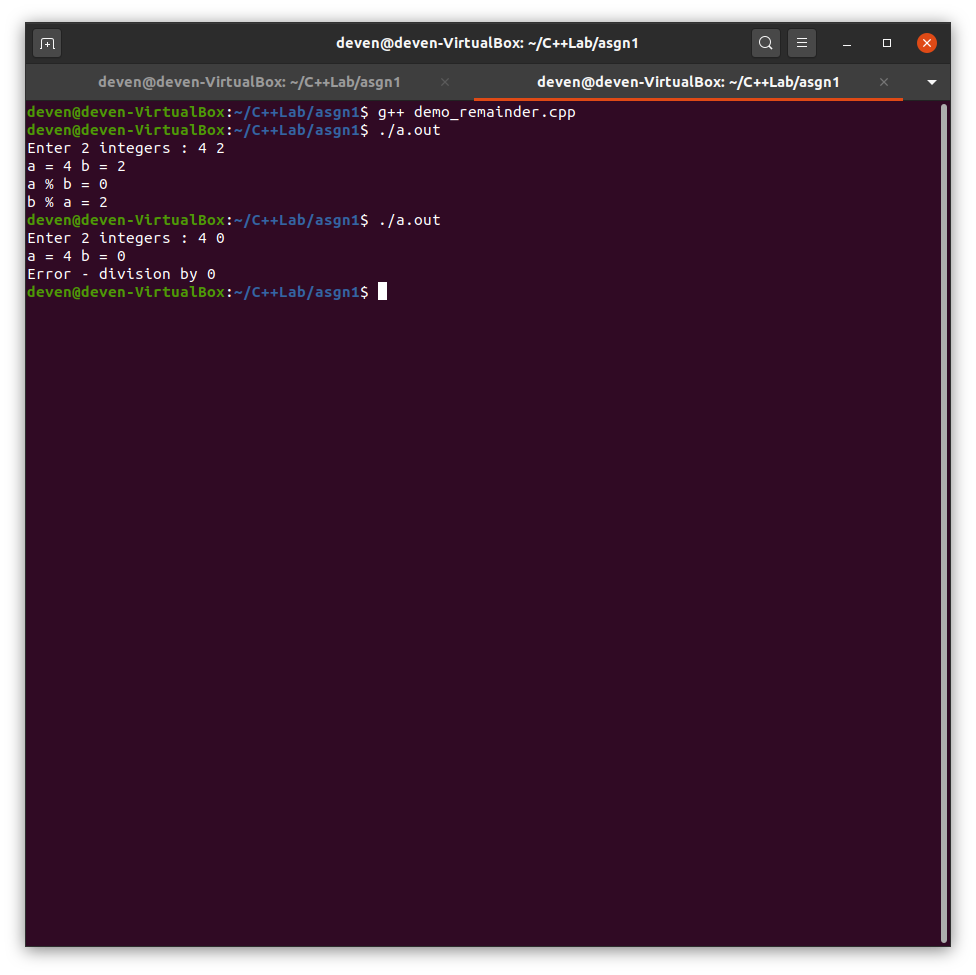 deven@deven-VirtualBox: ~/C++Lab/asgn1
deven@deven-VirtualBox: ~/C++Lab/asgn1 deven@deven-VirtualBox: ~/C++Lab/asgn1
deven@deven-VirtualBox:~/C++Lab/asgn1$ g++ demo_remainder.cpp
deven@deven-VirtualBox:~/C++Lab/asgn1$ ./a.out
Enter 2 integers : 4 2
a = 4 b = 2
a % b = 0
b % a = 2
deven@deven-VirtualBox:~/C++Lab/asgn1$ ./a.out
Enter 2 integers : 4 0
a = 4 b = 0
Error - division by 0
deven@deven-VirtualBox:~/C++Lab/asgn1$